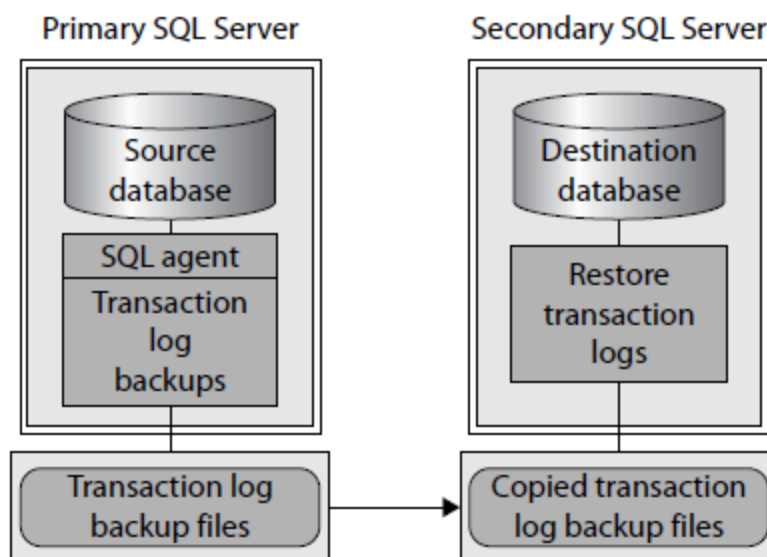 Primary SQL Server
Secondary SQL Server
Source
database
SQL agent
Transaction
log
backups
Transaction log
backup files
Destination
database
Restore
transaction
logs
Copied transaction
log backup files